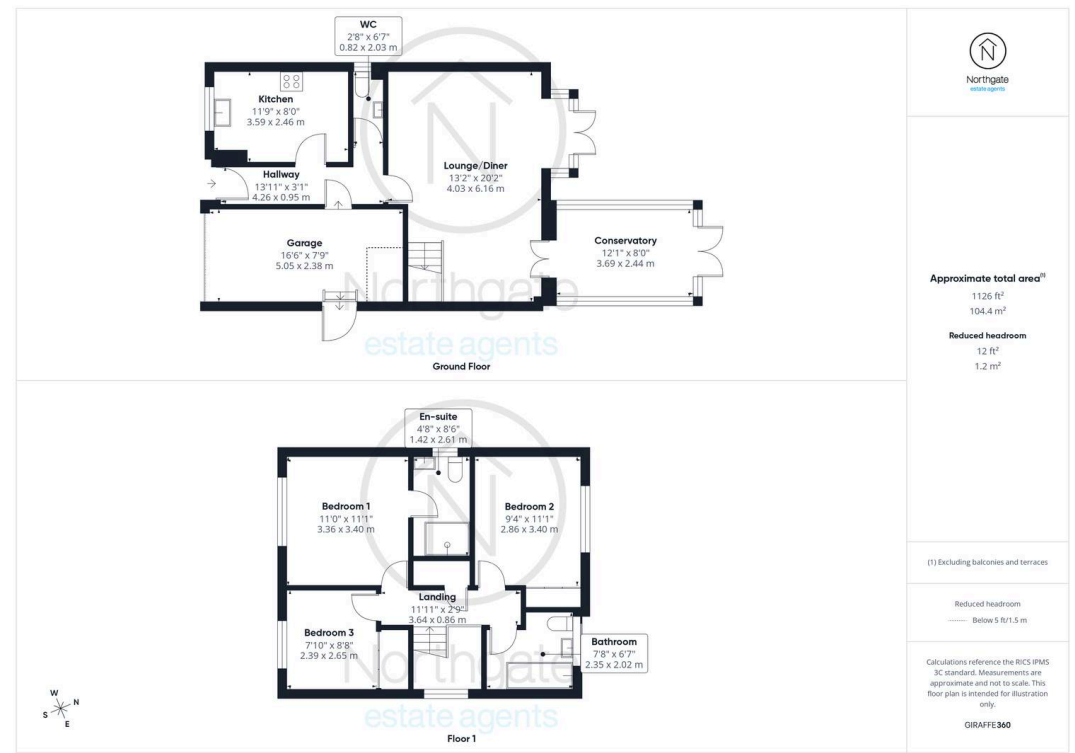 WC
2'8" x 6'7"
0.82 x 2.03 m
Kitchen
11'9" x 8'0"
3.59 x 2.46 m
Hallway
13'11" x 3'1"
4.26 x 0.95 m
Lounge/Diner
13'2" x 20'2"
4.03 x 6.16 m
Garage
16'6" x 7'9"
5.05 x 2.38 m
Conservatory
12'1" x 8'0"
3.69 x 2.44 m
Northgate
estate agents
Ground Floor
En-suite
4'8" x 8'6"
1.42 x 2.61 m
Bedroom 1
11'0" x 11'1"
3.36 x 3.40 m
Bedroom 2
9'4" x 11'1"
2.86 x 3.40 m
Landing
11'11" x 2'9"
3.64 x 0.86 m
Bedroom 3
7'10" x 8'8"
2.39 x 2.65 m
Bathroom
7'8" x 6'7"
2.35 x 2.02 m
Northgate
estate agents
Floor 1
W
N
S
E
N
Northgate
estate agents
Approximate total area(1)
1126 ft²
104.4 m²
Reduced headroom
12 ft²
1.2 m²
(1) Excluding balconies and terraces
Reduced headroom
Below 5 ft/1.5 m
Calculations reference the RICS IPMS
3C standard. Measurements are
approximate and not to scale. This
floor plan is intended for illustration
only.
GIRAFFE360